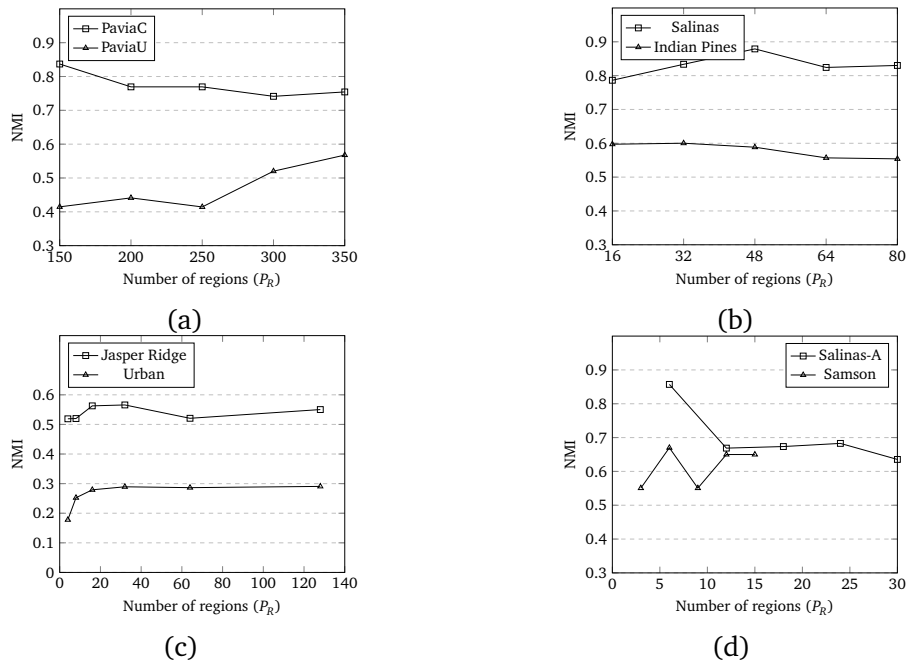 PaviaC
PaviaU
0.9
0.8
0.7
0.6
0.5
0.4
0.3
NMI
150 200 250 300 350
Number of regions (P_R)
(a)
Salinas
Indian Pines
0.9
0.8
0.7
0.6
0.5
0.4
0.3
NMI
16 32 48 64 80
Number of regions (P_R)
(b)
Jasper Ridge
Urban
0.6
0.5
0.4
0.3
0.2
0.1
0
NMI
0 20 40 60 80 100 120 140
Number of regions (P_R)
(c)
Salinas-A
Samson
0.9
0.8
0.7
0.6
0.5
0.4
0.3
NMI
0 5 10 15 20 25 30
Number of regions (P_R)
(d)